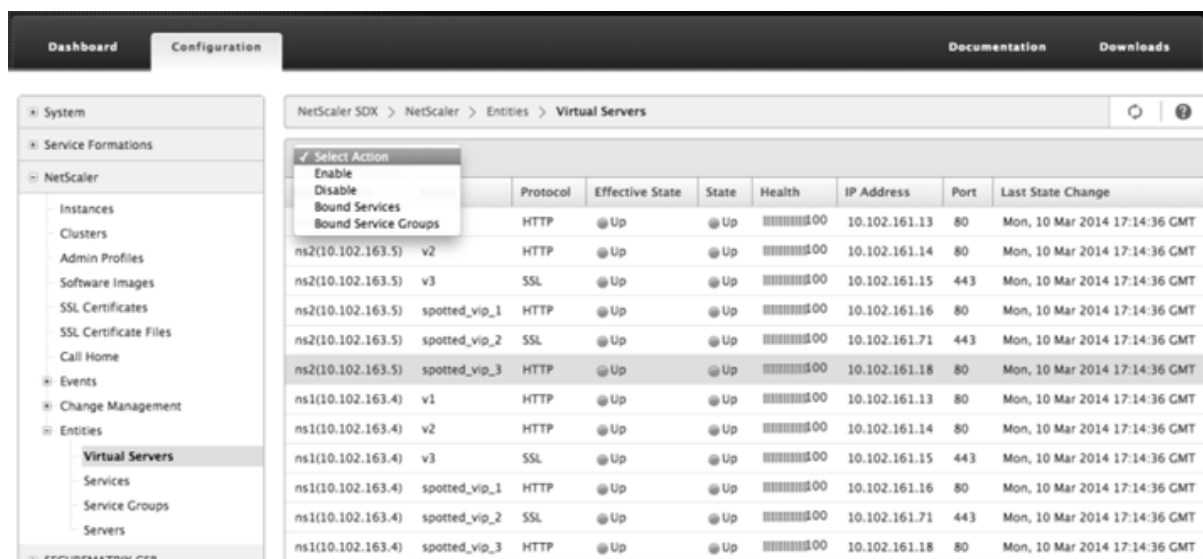 Dashboard Configuration Documentation Downloads
System
Service Formations
NetScaler
Instances
Clusters
Admin Profiles
Software Images
SSL Certificates
SSL Certificate Files
Call Home
Events
Change Management
Entities
Virtual Servers
Services
Service Groups
Servers
NetScaler SDX > NetScaler > Entities > Virtual Servers
✓ Select Action
Enable
Disable
Bound Services
Bound Service Groups
Protocol Effective State State Health IP Address Port Last State Change
HTTP Up Up 100 10.102.161.13 80 Mon, 10 Mar 2014 17:14:36 GMT
ns2(10.102.163.5) v2 HTTP Up Up 100 10.102.161.14 80 Mon, 10 Mar 2014 17:14:36 GMT
ns2(10.102.163.5) v3 SSL Up Up 100 10.102.161.15 443 Mon, 10 Mar 2014 17:14:36 GMT
ns2(10.102.163.5) spotted_vip_1 HTTP Up Up 100 10.102.161.16 80 Mon, 10 Mar 2014 17:14:36 GMT
ns2(10.102.163.5) spotted_vip_2 SSL Up Up 100 10.102.161.71 443 Mon, 10 Mar 2014 17:14:36 GMT
ns2(10.102.163.5) spotted_vip_3 HTTP Up Up 100 10.102.161.18 80 Mon, 10 Mar 2014 17:14:36 GMT
ns1(10.102.163.4) v1 HTTP Up Up 100 10.102.161.13 80 Mon, 10 Mar 2014 17:14:36 GMT
ns1(10.102.163.4) v2 HTTP Up Up 100 10.102.161.14 80 Mon, 10 Mar 2014 17:14:36 GMT
ns1(10.102.163.4) v3 SSL Up Up 100 10.102.161.15 443 Mon, 10 Mar 2014 17:14:36 GMT
ns1(10.102.163.4) spotted_vip_1 HTTP Up Up 100 10.102.161.16 80 Mon, 10 Mar 2014 17:14:36 GMT
ns1(10.102.163.4) spotted_vip_2 SSL Up Up 100 10.102.161.71 443 Mon, 10 Mar 2014 17:14:36 GMT
ns1(10.102.163.4) spotted_vip_3 HTTP Up Up 100 10.102.161.18 80 Mon, 10 Mar 2014 17:14:36 GMT